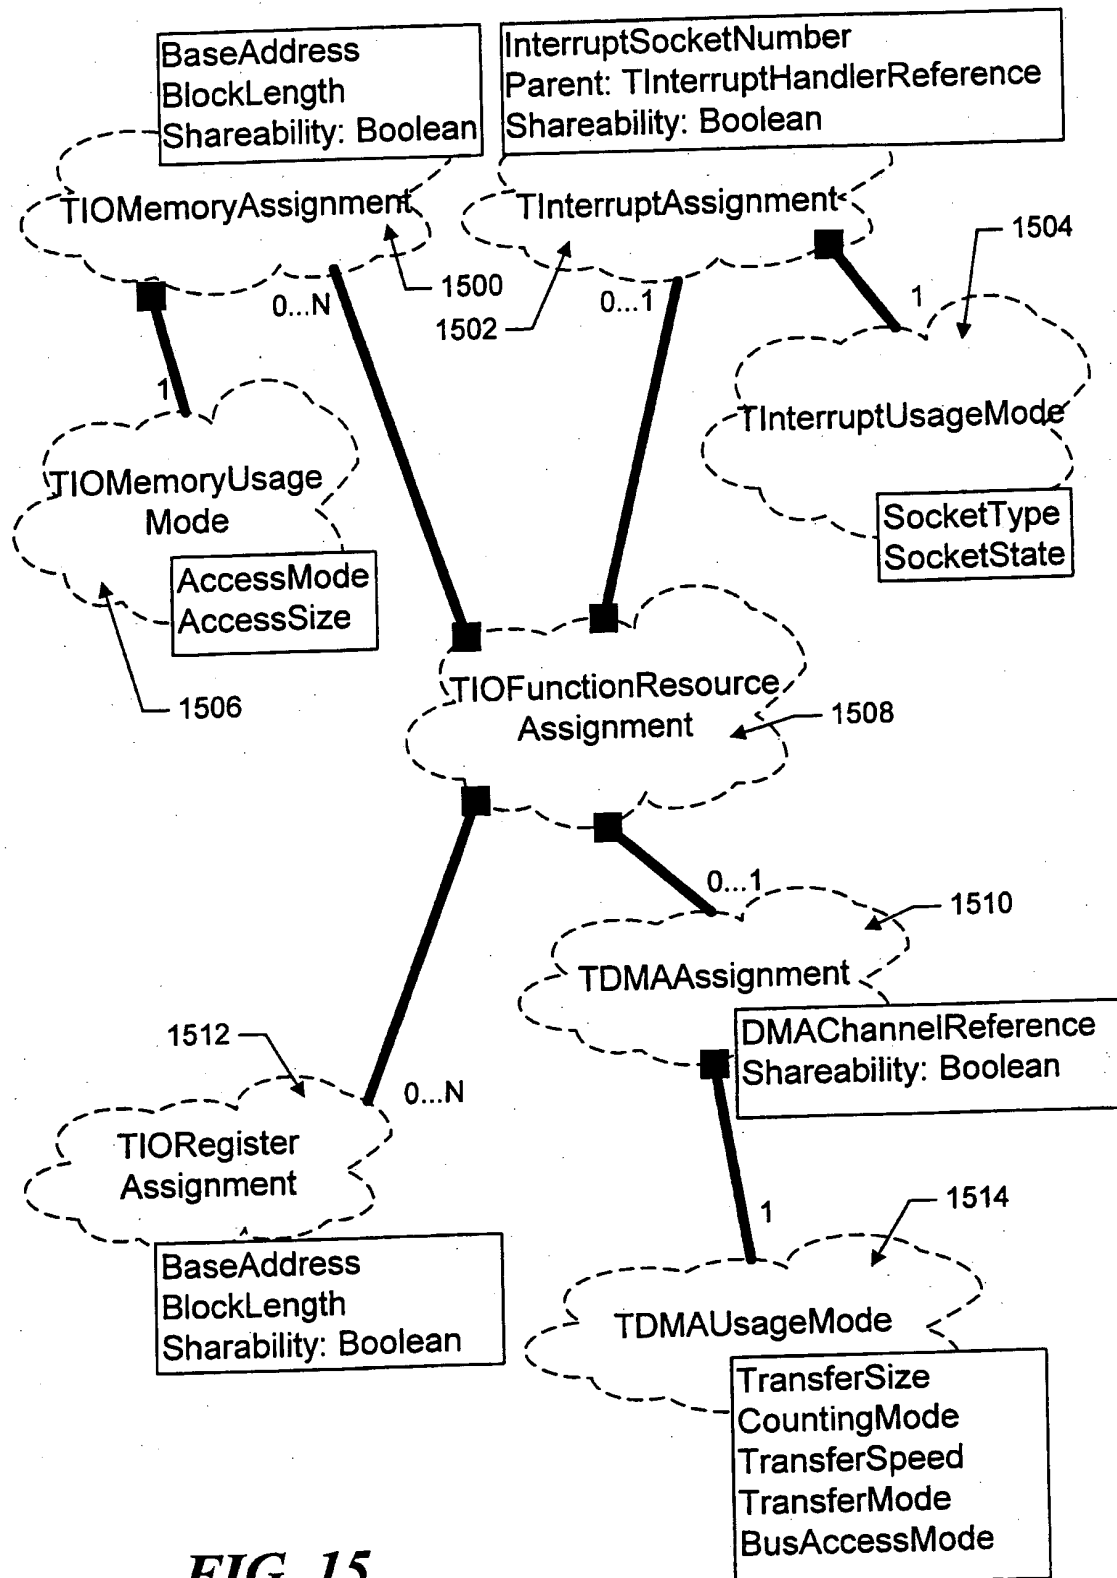 BaseAddress
BlockLength
Shareability: Boolean
InterruptSocketNumber
Parent: TInterruptHandlerReference
Shareability: Boolean
TIOMemoryAssignment
TInterruptAssignment
1500
1502
1504
0...N
0...1
1
1
TIOMemoryUsage
Mode
AccessMode
AccessSize
1506
TInterruptUsageMode
SocketType
SocketState
TIOFunctionResource
Assignment
1508
0...1
1510
TDMAAssignment
DMAChannelReference
Shareability: Boolean
1512
0...N
TIORegister
Assignment
BaseAddress
BlockLength
Sharability: Boolean
1
1514
TDMAUsageMode
TransferSize
CountingMode
TransferSpeed
TransferMode
BusAccessMode
FIG. 15